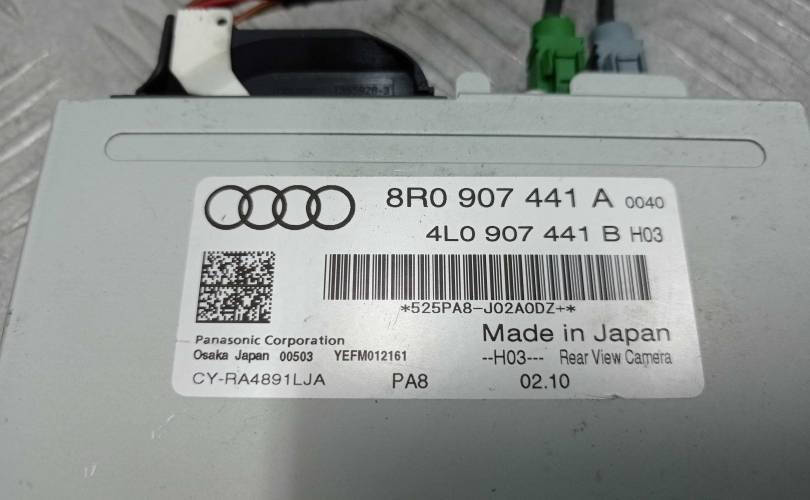 8R0 907 441 A 0040
4L0 907 441 B H03
*525PA8-J02A0DZ+*
Panasonic Corporation
Made in Japan
Osaka Japan 00503 YEFM012161
--H03--- Rear View Camera
CY-RA4891LJA PA8 02.10